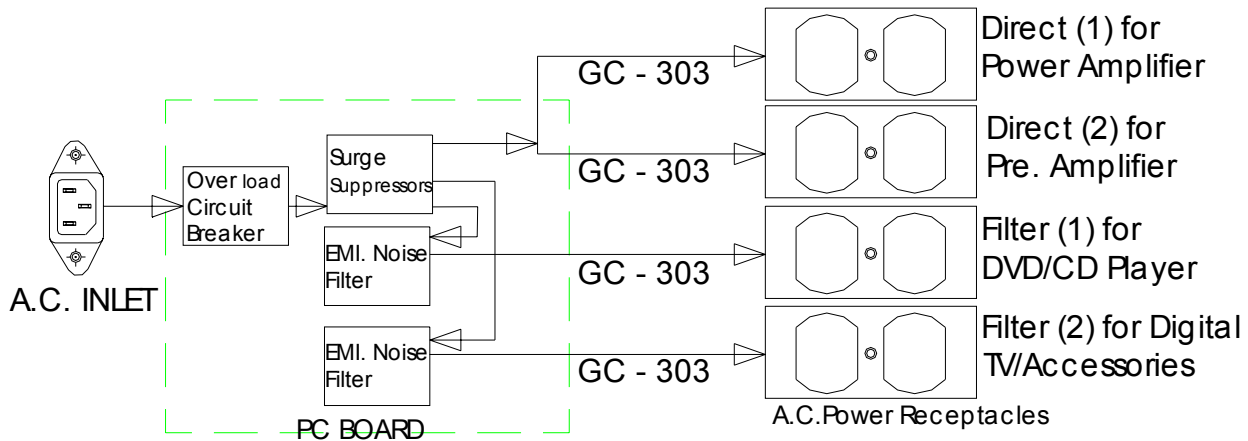 Direct (1) for
Power Amplifier
GC - 303
Direct (2) for
Pre. Amplifier
GC - 303
Surge
Suppressors
Over load
Circuit
Breaker
A.C. INLET
EMI. Noise
Filter
GC - 303
Filter (1) for
DVD/CD Player
EMI. Noise
Filter
GC - 303
Filter (2) for Digital
TV/Accessories
PC BOARD
A.C.Power Receptacles